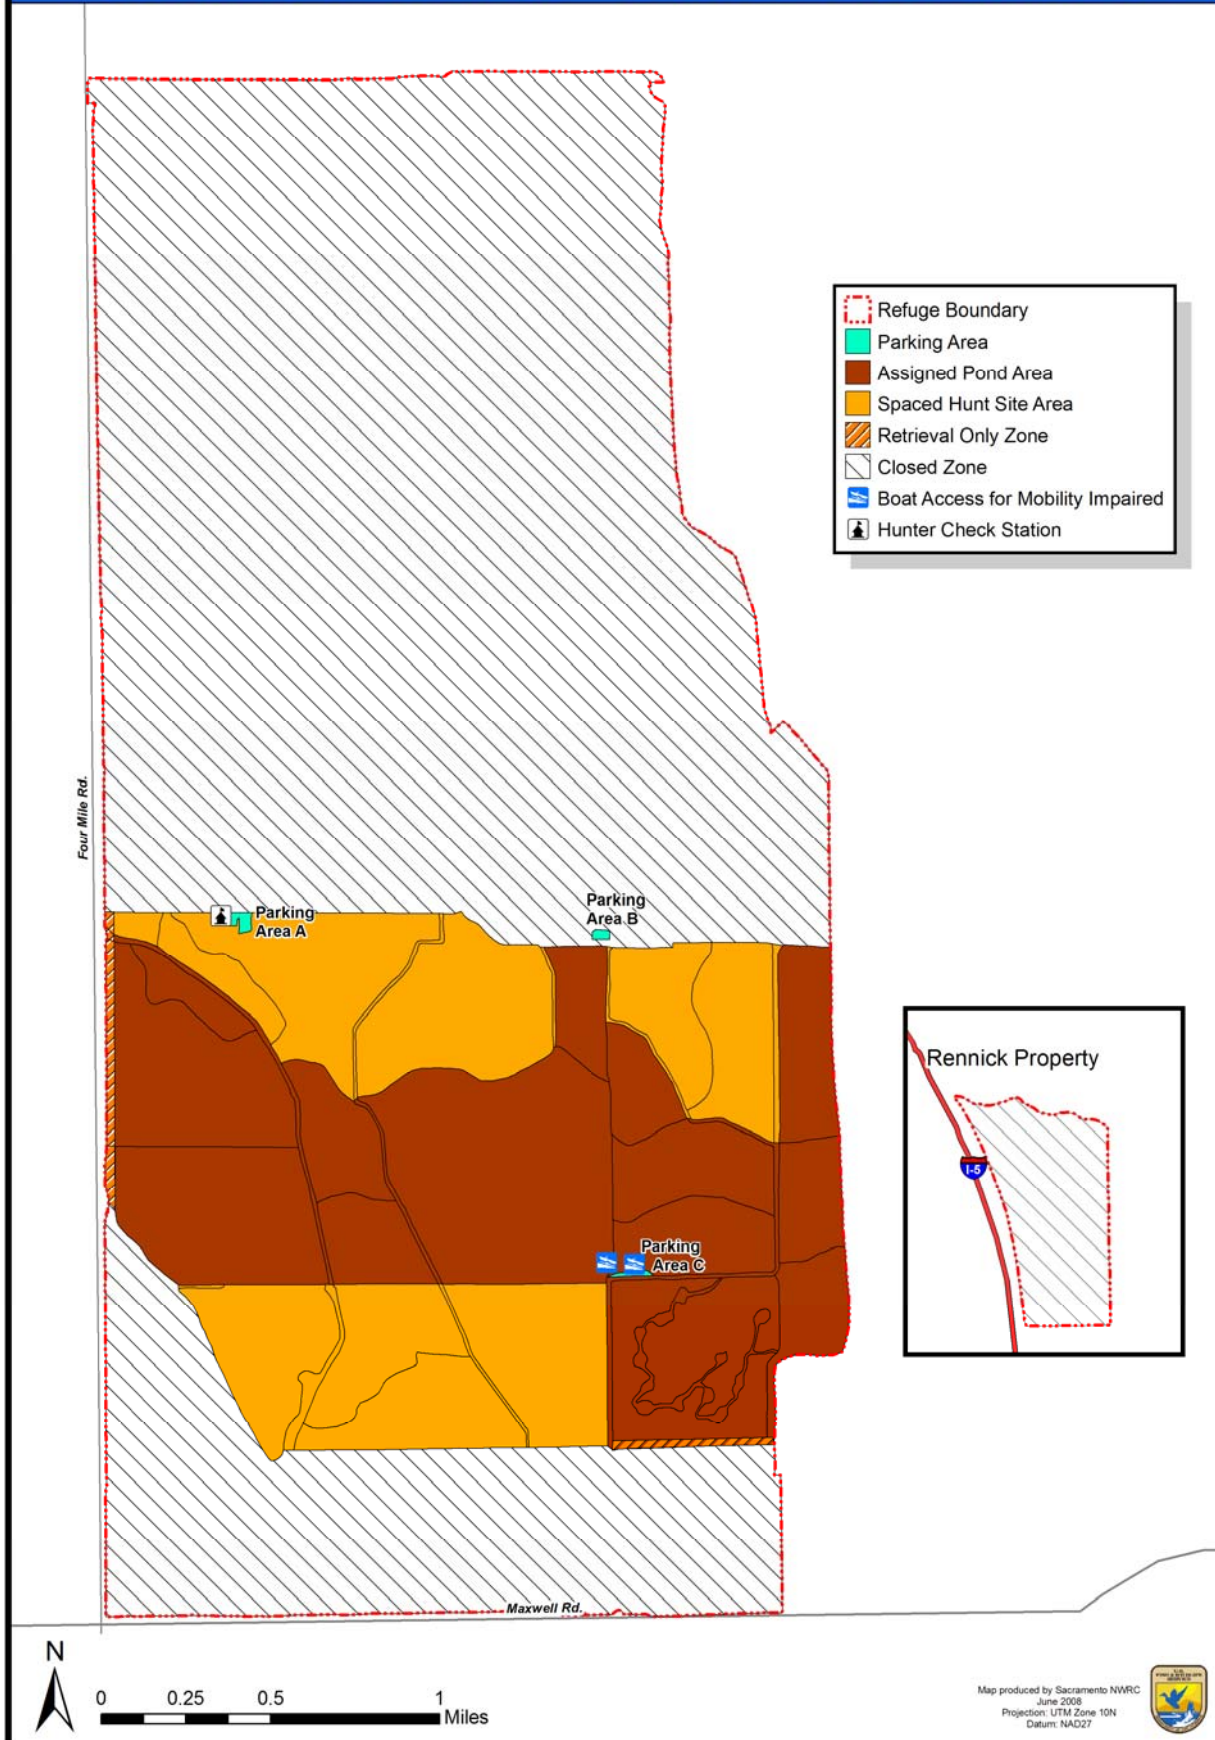 Refuge Boundary
Parking Area
Assigned Pond Area
Spaced Hunt Site Area
Retrieval Only Zone
Closed Zone
Boat Access for Mobility Impaired
Hunter Check Station
Four Mile Rd.
Parking
Area A
Parking
Area B
Rennick Property
I-5
Parking
Area C
Maxwell Rd.
N
0 0.25 0.5 1
Miles
Map produced by Sacramento NWRC
June 2008
Projection: UTM Zone 10N
Datum: NAD27